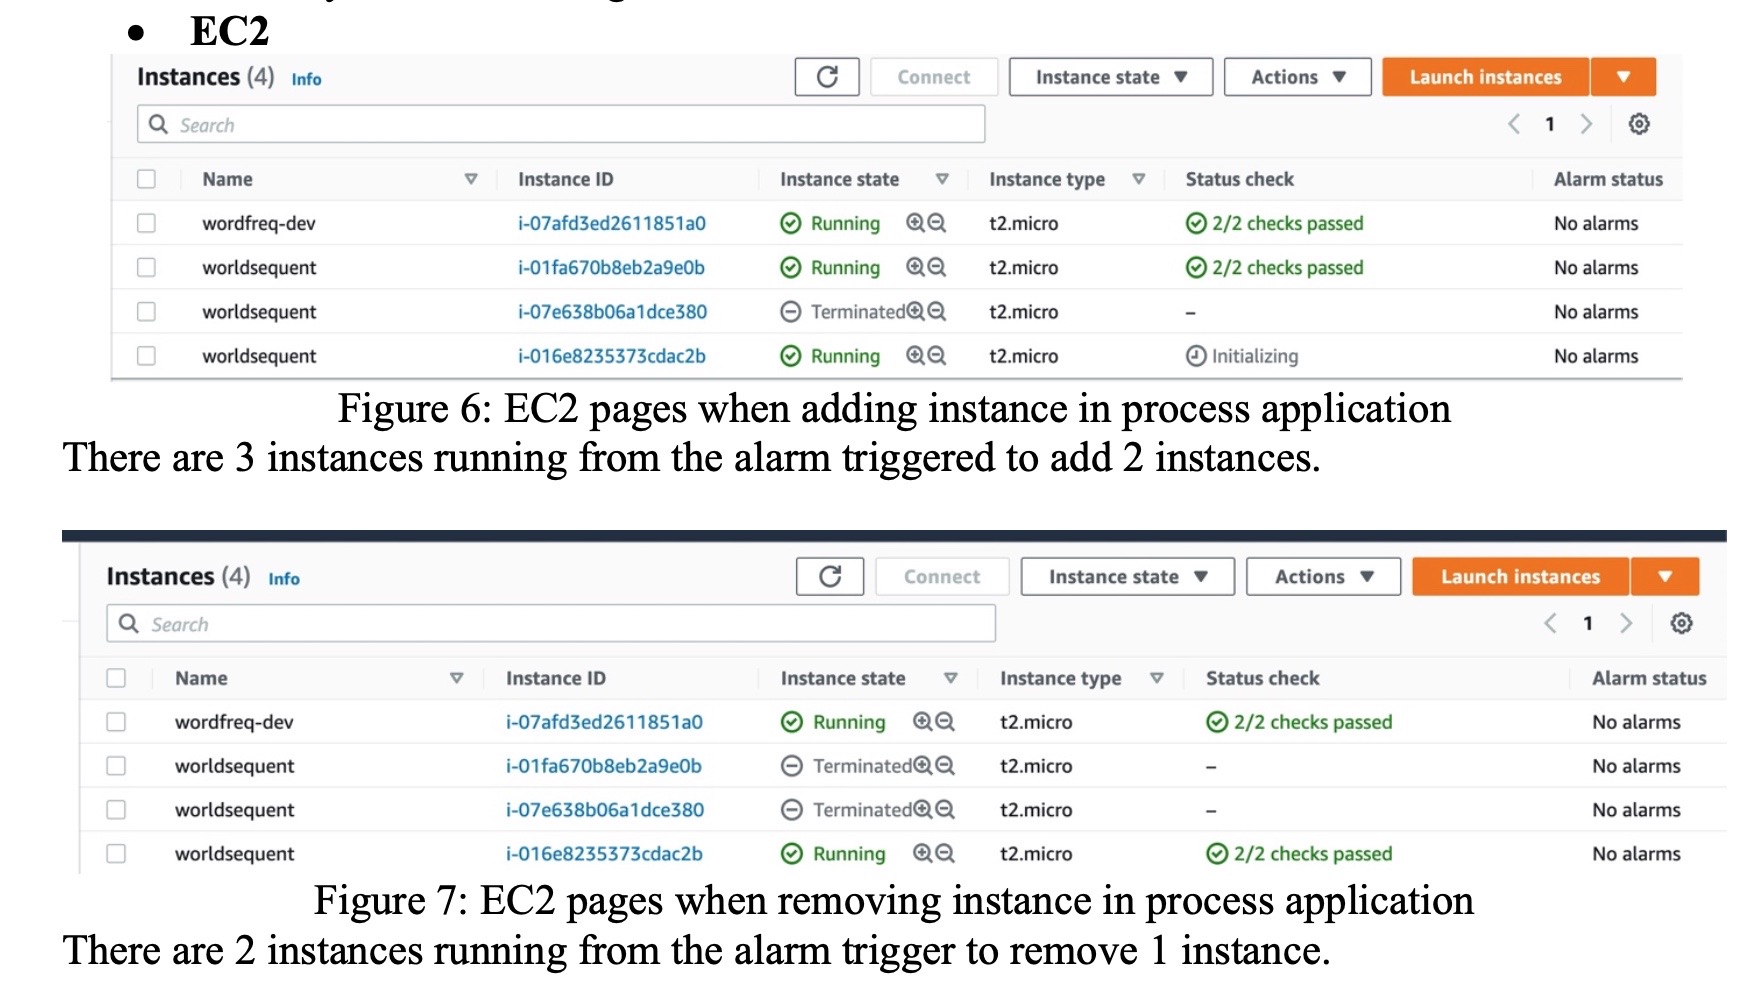 • EC2
Instances (4) Info Connect Instance state ▼ Actions ▼ Launch instances ▼
Search < 1 >
Name Instance ID Instance state Instance type Status check Alarm status
wordfreq-dev i-07afd3ed2611851a0 Running t2.micro 2/2 checks passed No alarms
worldsequent i-01fa670b8eb2a9e0b Running t2.micro 2/2 checks passed No alarms
worldsequent i-07e638b06a1dce380 Terminated t2.micro – No alarms
worldsequent i-016e8235373cdac2b Running t2.micro Initializing No alarms
Figure 6: EC2 pages when adding instance in process application
There are 3 instances running from the alarm triggered to add 2 instances.
Instances (4) Info Connect Instance state ▼ Actions ▼ Launch instances ▼
Search < 1 >
Name Instance ID Instance state Instance type Status check Alarm status
wordfreq-dev i-07afd3ed2611851a0 Running t2.micro 2/2 checks passed No alarms
worldsequent i-01fa670b8eb2a9e0b Terminated t2.micro – No alarms
worldsequent i-07e638b06a1dce380 Terminated t2.micro – No alarms
worldsequent i-016e8235373cdac2b Running t2.micro 2/2 checks passed No alarms
Figure 7: EC2 pages when removing instance in process application
There are 2 instances running from the alarm trigger to remove 1 instance.